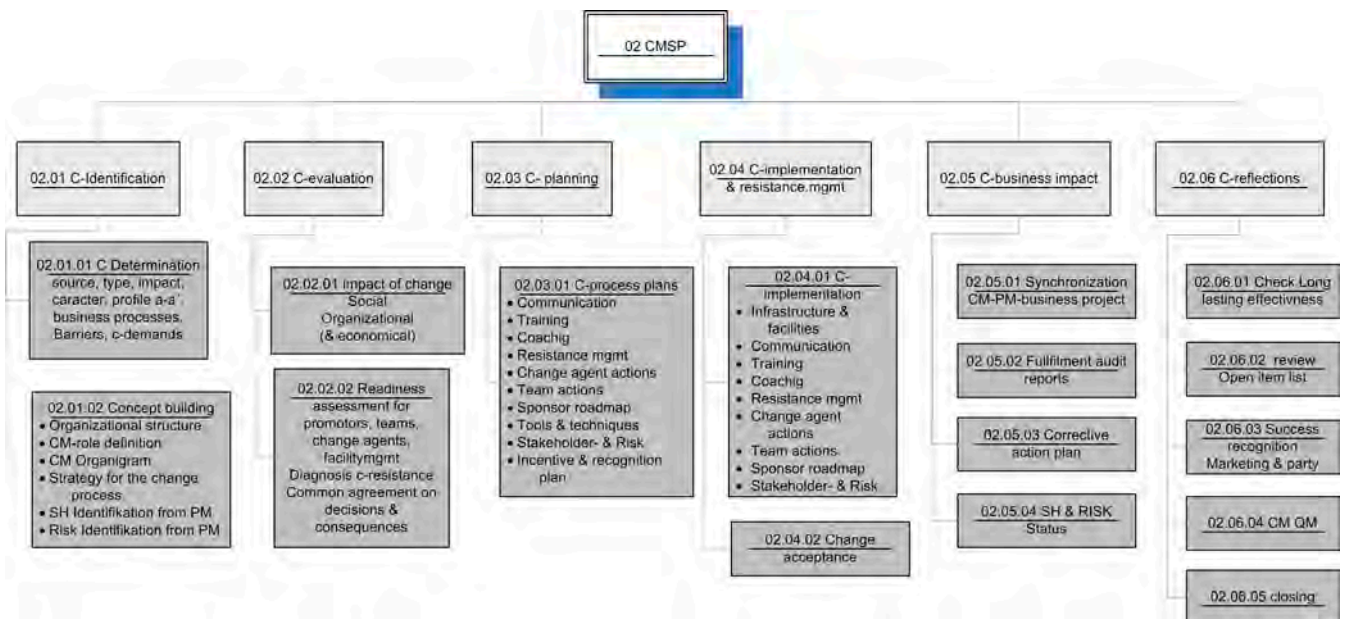 02 CMSP
02.01 C-Identification
02.02 C-evaluation
02.03 C- planning
02.04 C-implementation
& resistance.mgmt
02.05 C-business impact
02.06 C-reflections
02.01.01 C Determination
source, type, impact,
caracter, profile a-a´,
business processes,
Barriers, c-demands
02.01.02 Concept building
• Organizational structure
• CM-role definition
• CM Organigram
• Strategy for the change
process
• SH Identifikation from PM
• Risk Identifikation from PM
02.02.01 Impact of change
Social
Organizational
(& economical)
02.02.02 Readiness
assessment for
promotors, teams,
change agents,
facilitymgmt
Diagnosis c-resistance
Common agreement on
decisions &
consequences
02.03.01 C-process plans
• Communication
• Training
• Coachig
• Resistance mgmt
• Change agent actions
• Team actions
• Sponsor roadmap
• Tools & techniques
• Stakeholder- & Risk
• Incentive & recognition
plan
02.04.01 C-
implementation
• Infrastructure &
facilities
• Communication
• Training
• Coachig
• Resistance mgmt
• Change agent
actions
• Team actions
• Sponsor roadmap
• Stakeholder- & Risk
02.04.02 Change
acceptance
02.05.01 Synchronization
CM-PM-business project
02.05.02 Fullfilment audit
reports
02.05.03 Corrective
action plan
02.05.04 SH & RISK
Status
02.06.01 Check Long
lasting effectivness
02.06.02 review
Open item list
02.06.03 Success
recognition
Marketing & party
02.06.04 CM QM
02.06.05 closing